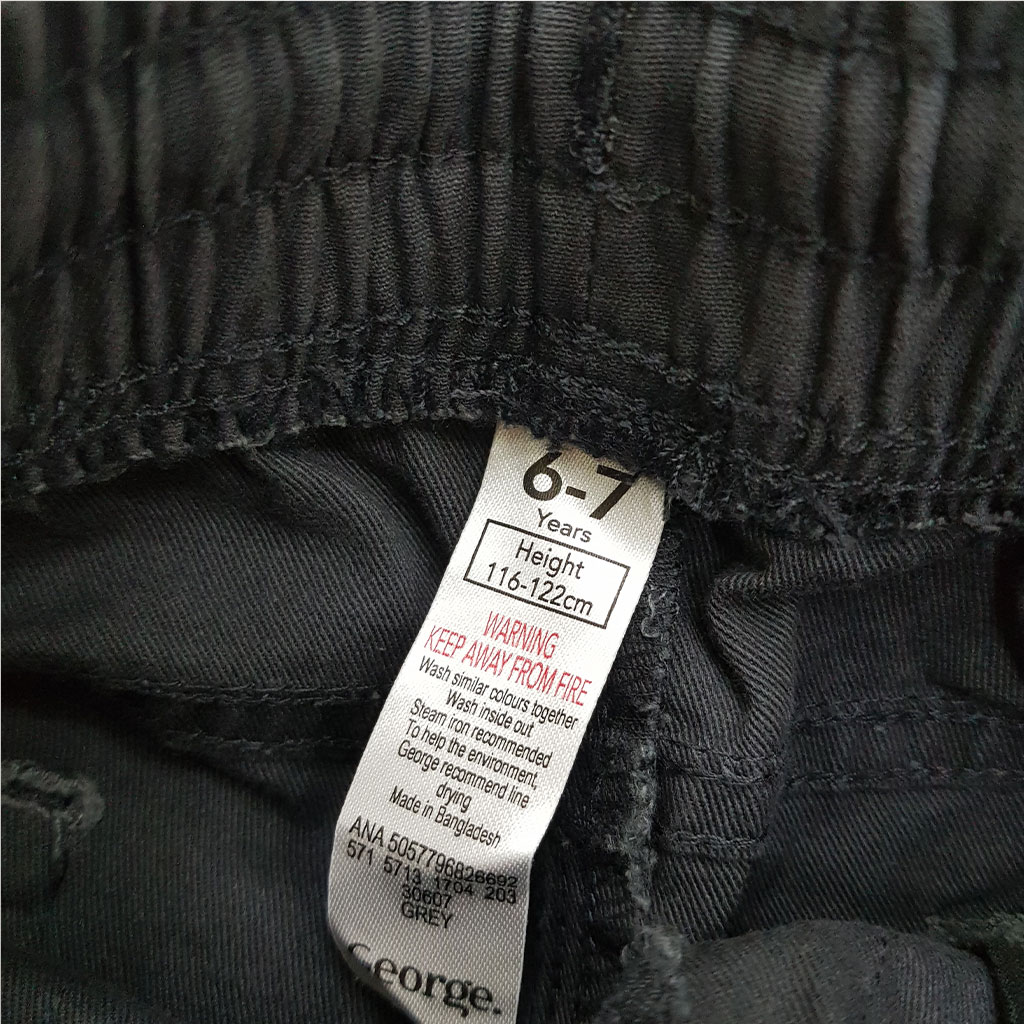 6-7
Years
Height
116-122cm
WARNING
KEEP AWAY FROM FIRE
Wash similar colours together
Wash inside out
Steam iron recommended
To help the environment,
George recommend line
drying
Made in Bangladesh
ANA 5057796826692
571 5713 1704 203
30607
GREY
George.